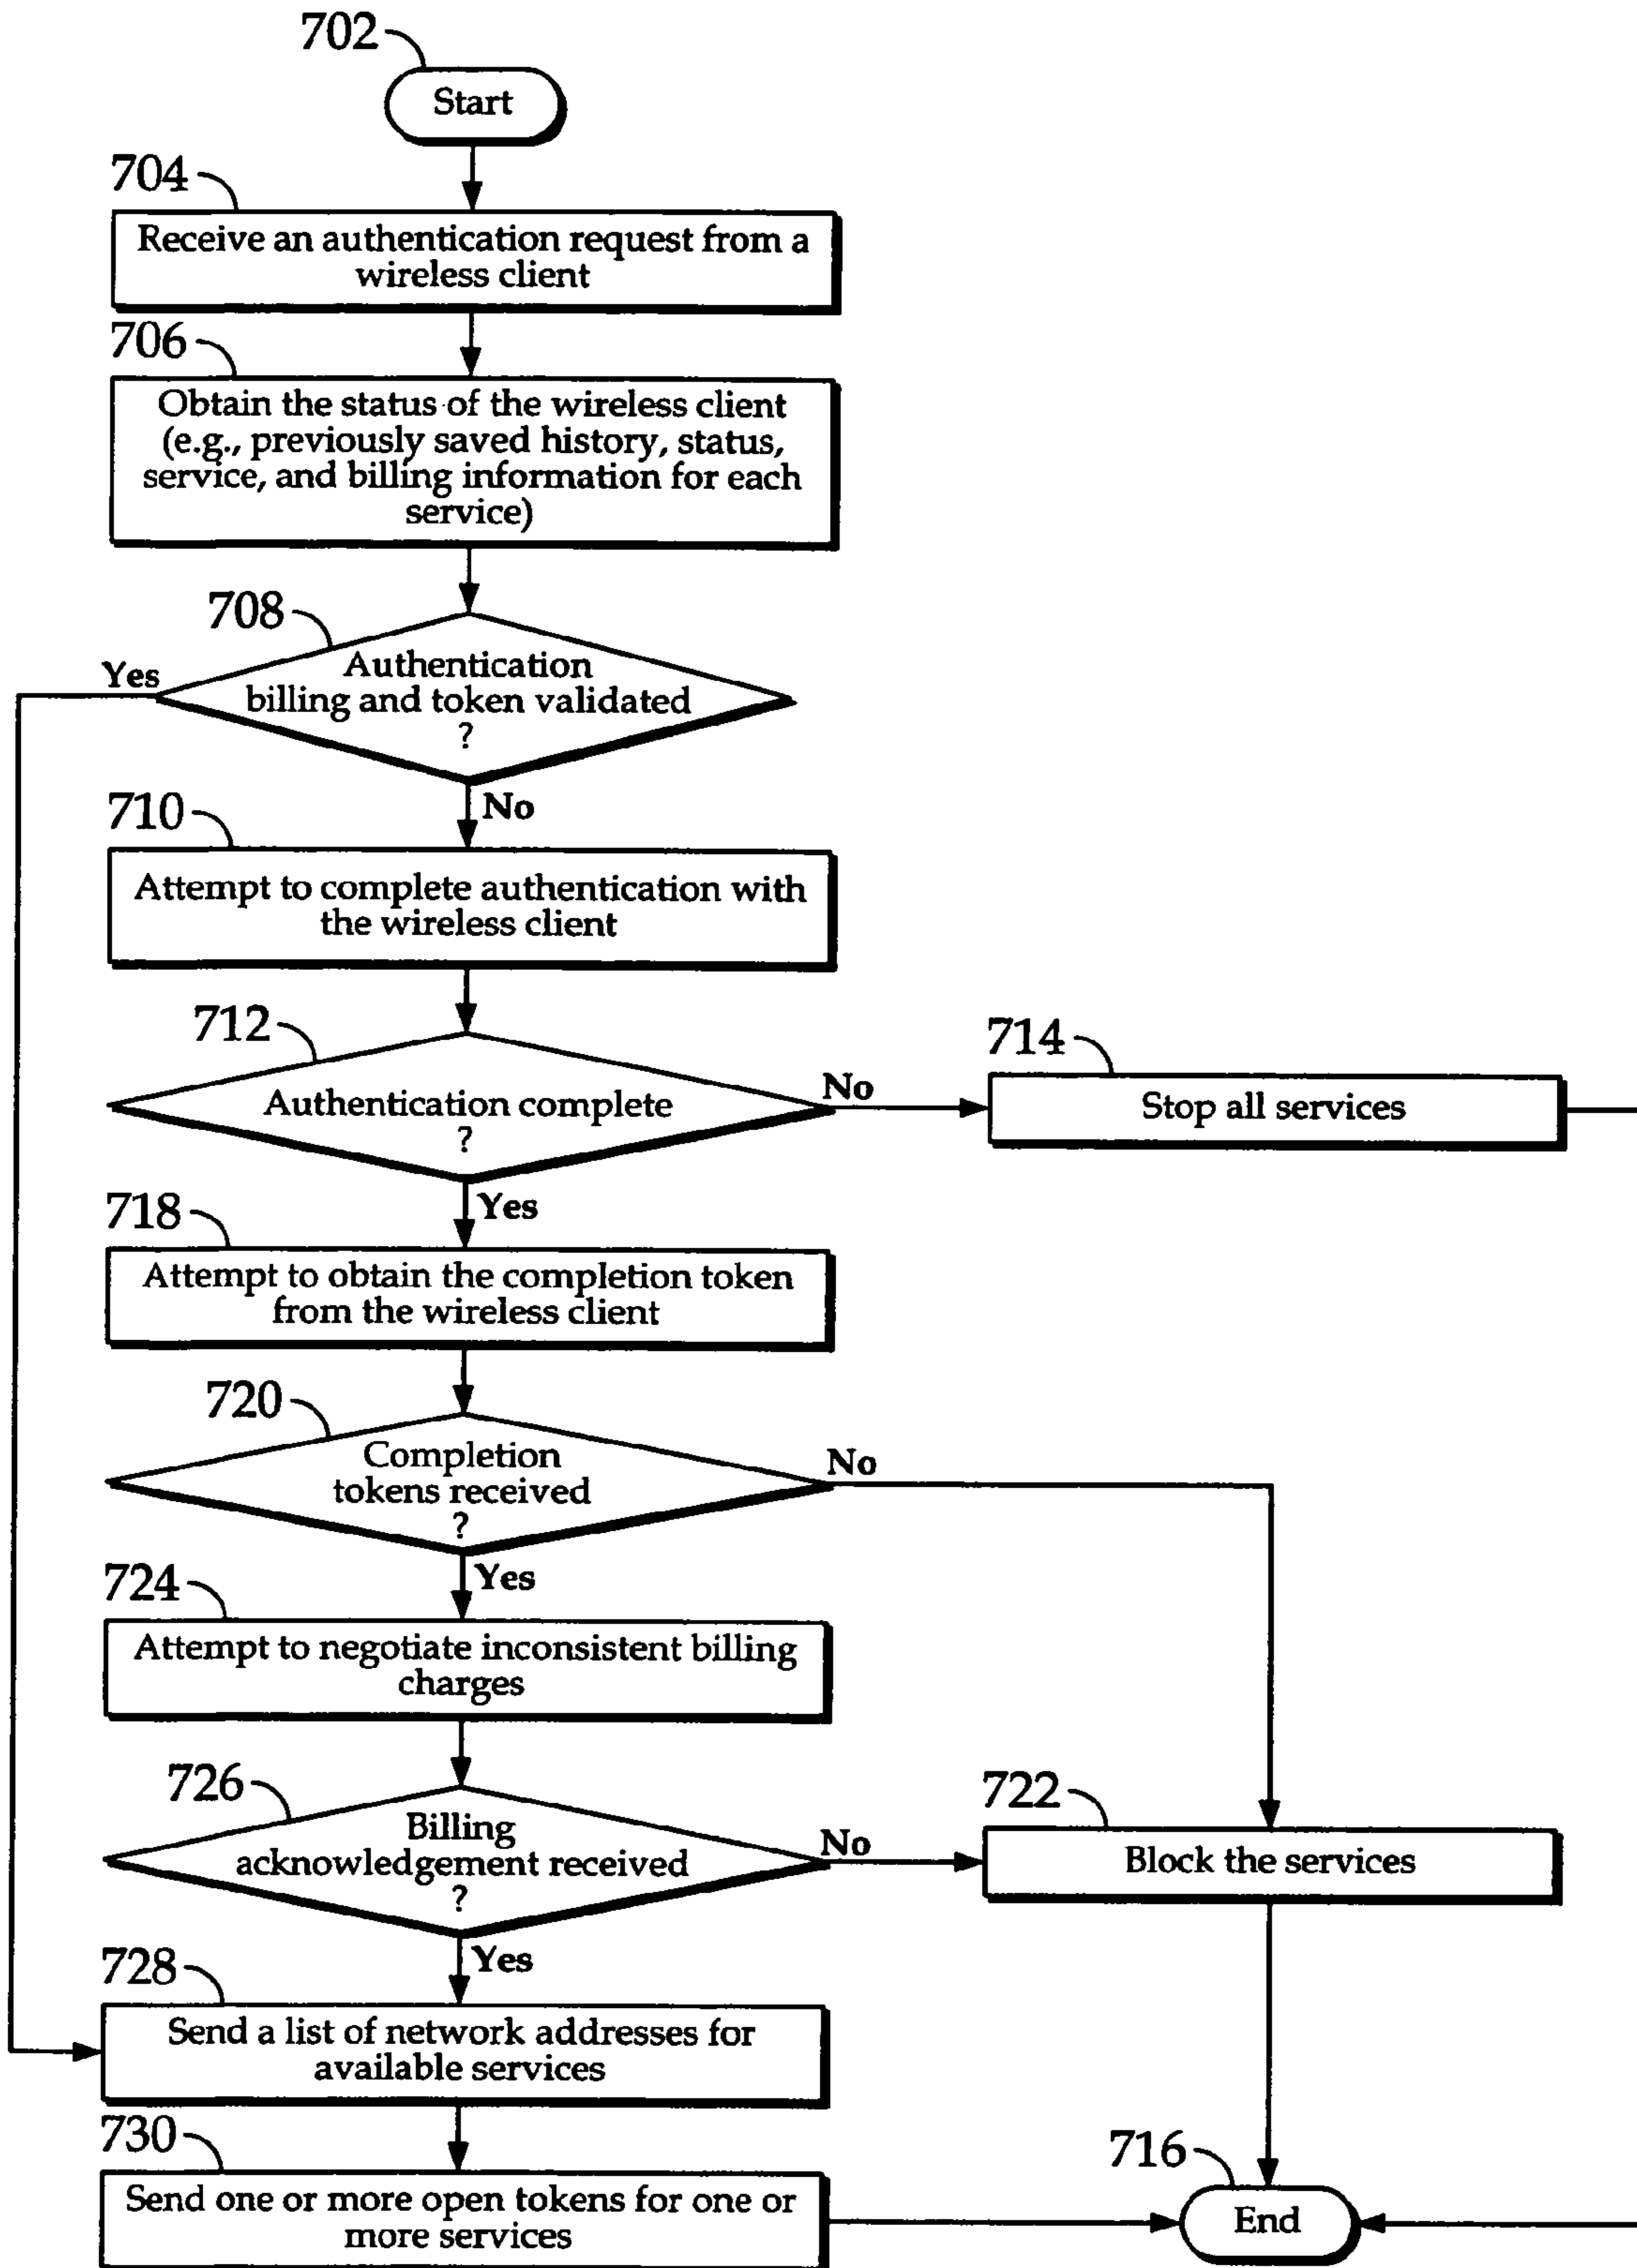 702
Start
704
Receive an authentication request from a
wireless client
706
Obtain the status of the wireless client
(e.g., previously saved history, status,
service, and billing information for each
service)
708
Yes
Authentication
billing and token validated
?
No
710
Attempt to complete authentication with
the wireless client
712
Authentication complete
?
No
714
Stop all services
Yes
718
Attempt to obtain the completion token
from the wireless client
720
Completion
tokens received
?
No
Yes
724
Attempt to negotiate inconsistent billing
charges
726
Billing
acknowledgement received
?
No
722
Block the services
Yes
728
Send a list of network addresses for
available services
730
Send one or more open tokens for one or
more services
716
End